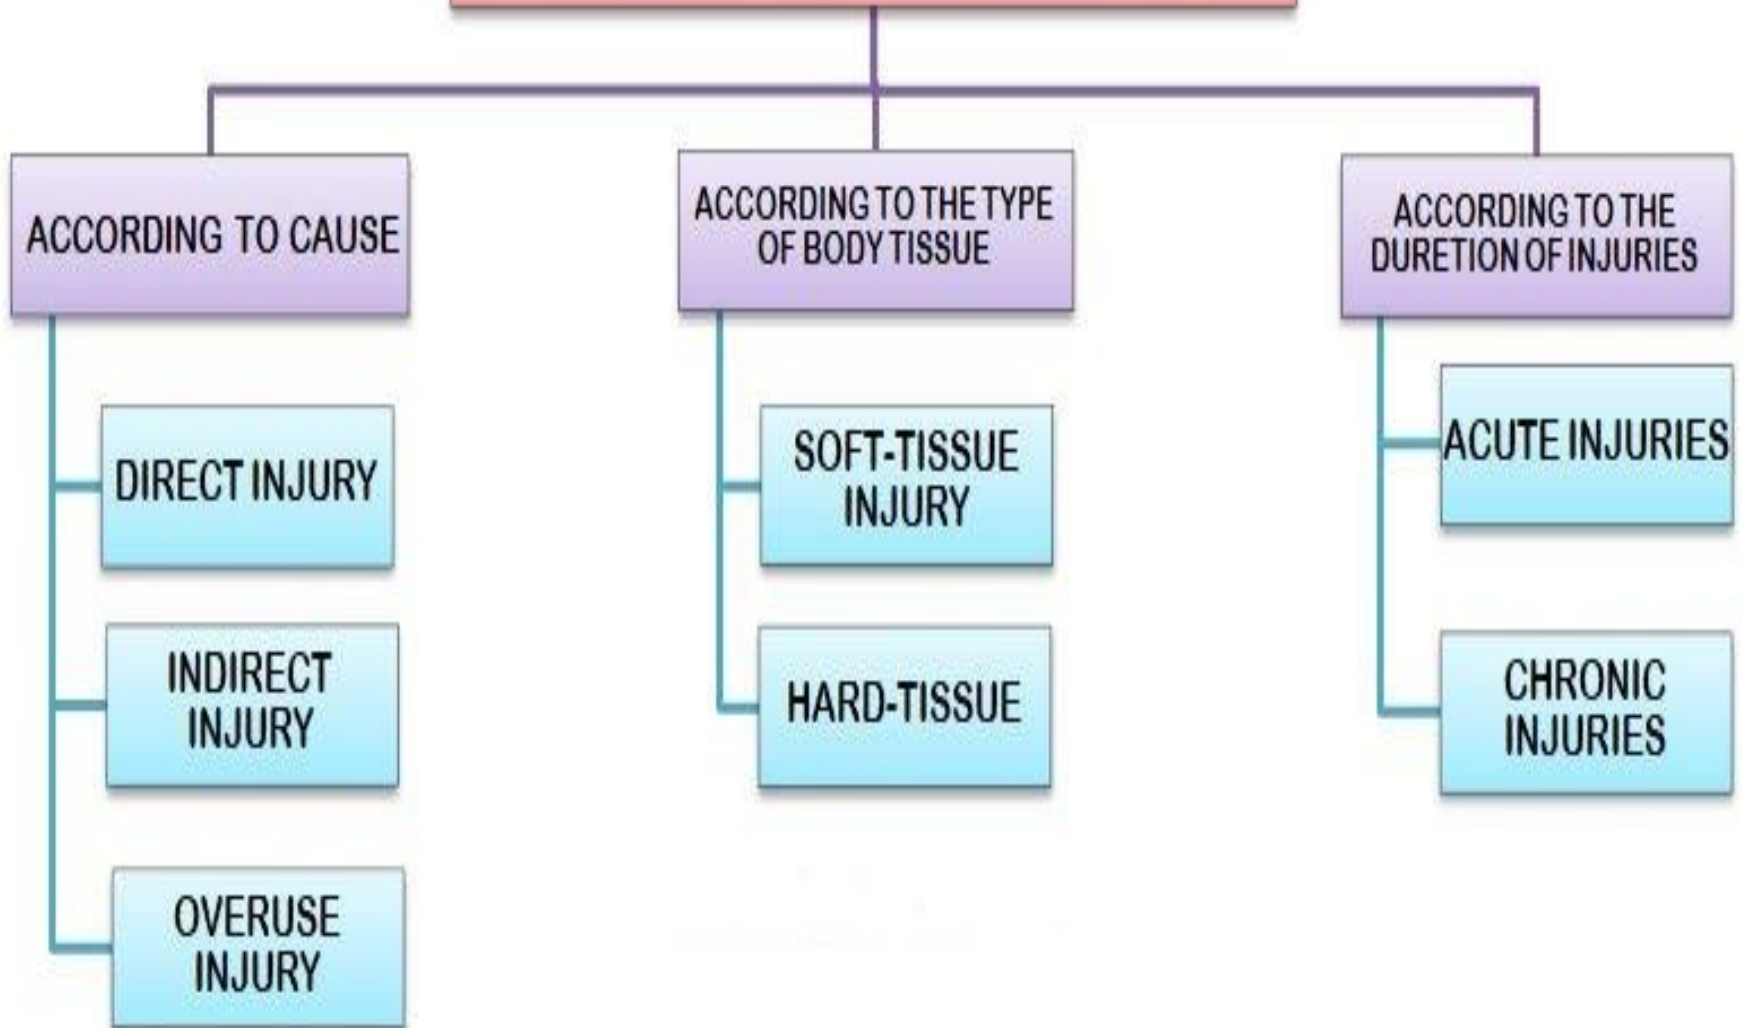 ACCORDING TO CAUSE
DIRECT INJURY
INDIRECT
INJURY
OVERUSE
INJURY
ACCORDING TO THE TYPE
OF BODY TISSUE
SOFT-TISSUE
INJURY
HARD-TISSUE
ACCORDING TO THE
DURETION OF INJURIES
ACUTE INJURIES
CHRONIC
INJURIES